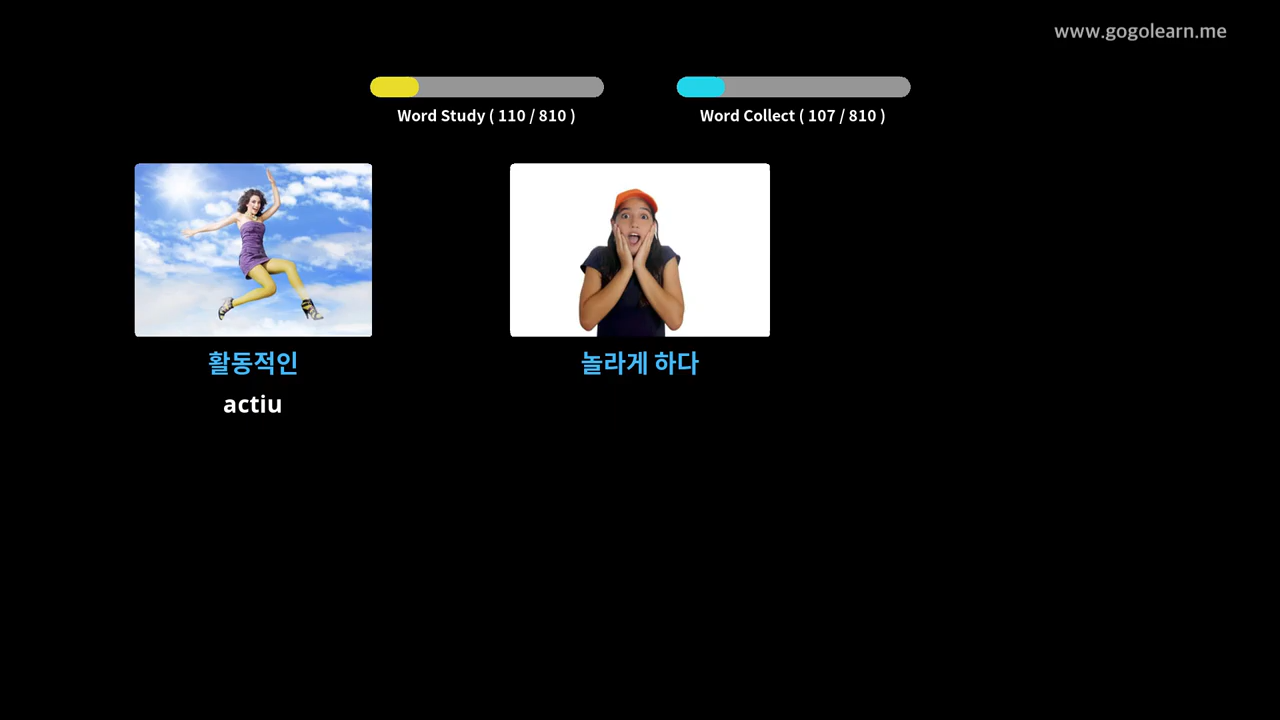 www.gogolearn.me
Word Study ( 110 / 810 )
Word Collect ( 107 / 810 )
활동적인
actiu
놀라게 하다